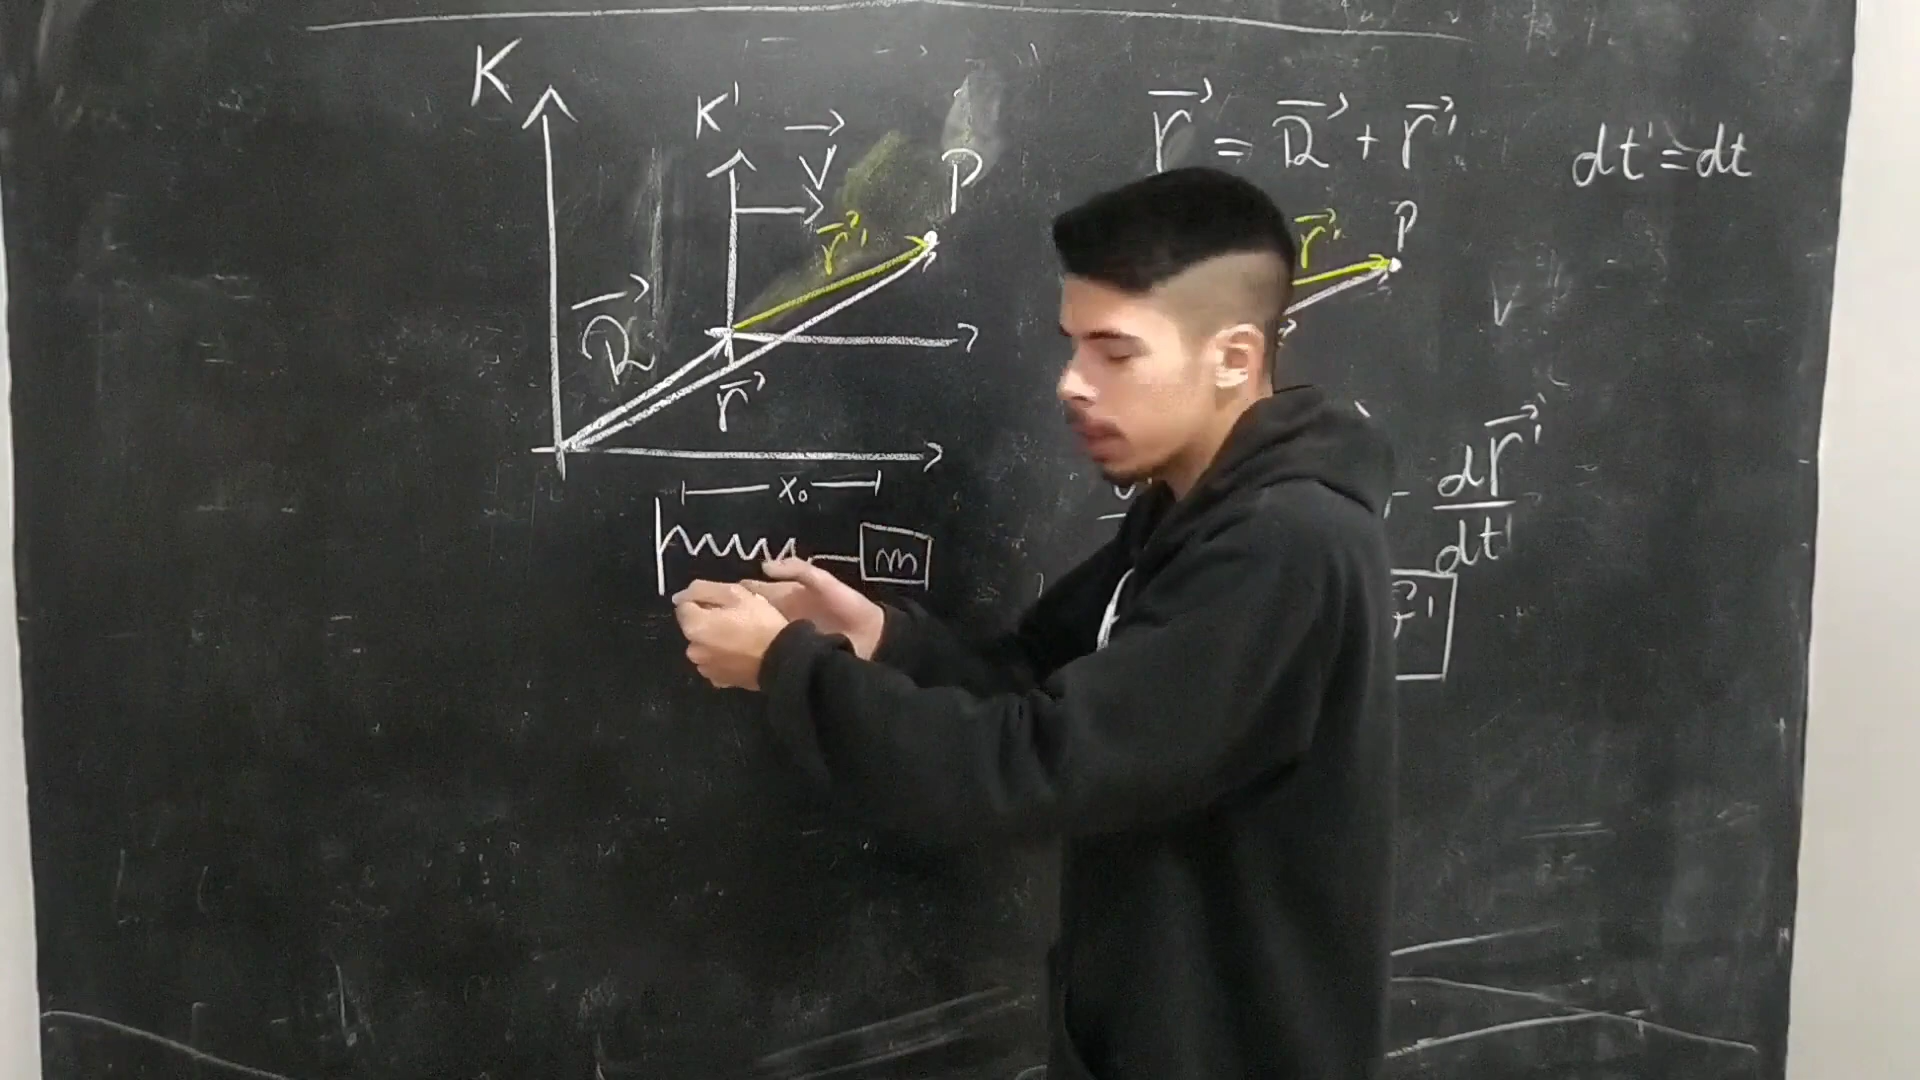 K
K'
V
P
r'
R
r
x₀
m
r = R + r'
dt' = dt
r'
P
v
dr'
dt'